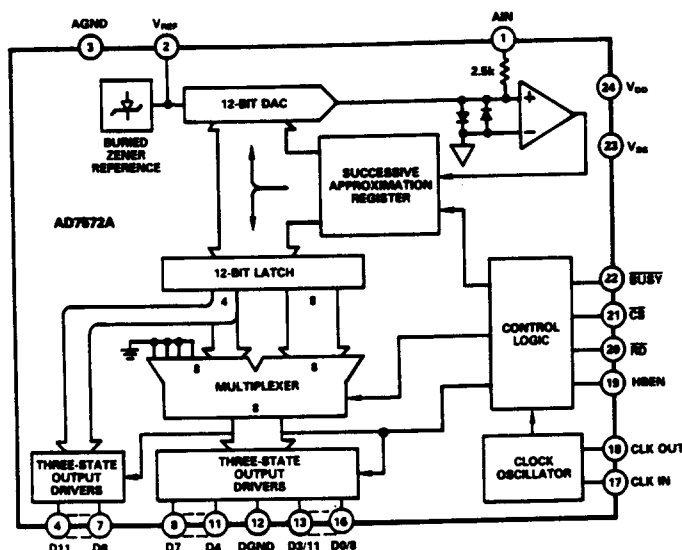 AGND
VREF
AIN
3
2
1
2.5k
24
VDD
12-BIT DAC
+
−
BURIED
ZENER
REFERENCE
23
VSS
SUCCESSIVE
APPROXIMATION
REGISTER
AD7572A
12-BIT LATCH
4
8
22
BUSY
21
CS
CONTROL
LOGIC
20
RD
8
8
MULTIPLEXER
8
19
HBEN
THREE-STATE
OUTPUT
DRIVERS
THREE-STATE
OUTPUT
DRIVERS
CLOCK
OSCILLATOR
18
CLK OUT
17
CLK IN
4
7
8
11
12
13
16
D11
D8
D7
D4
DGND
D3/11
D0/8